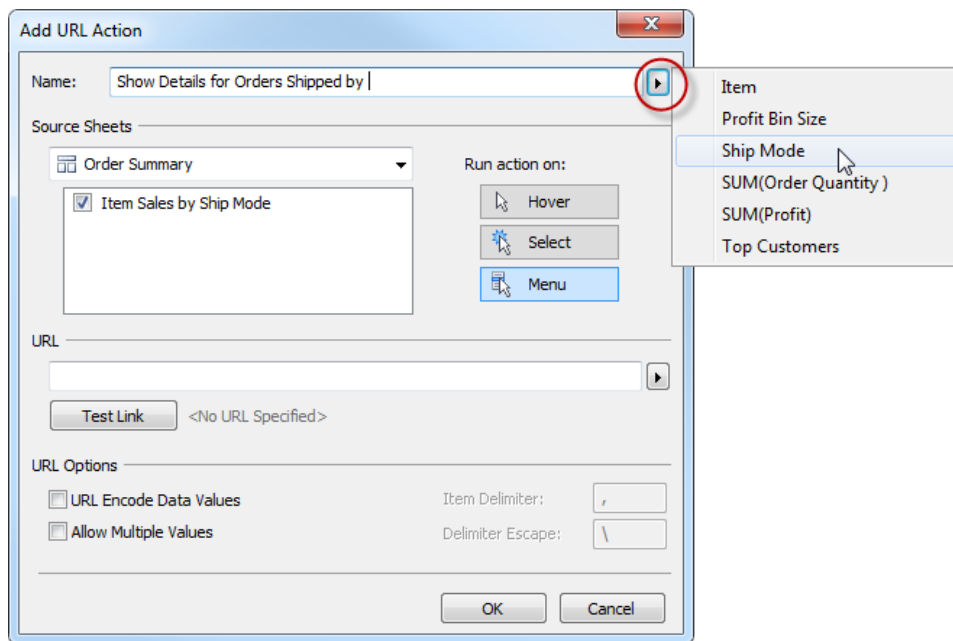 Add URL Action
Name: Show Details for Orders Shipped by
Item
Profit Bin Size
Ship Mode
SUM(Order Quantity )
SUM(Profit)
Top Customers
Source Sheets
Order Summary
Item Sales by Ship Mode
Run action on:
Hover
Select
Menu
URL
Test Link <No URL Specified>
URL Options
URL Encode Data Values
Allow Multiple Values
Item Delimiter: ,
Delimiter Escape: \
OK Cancel